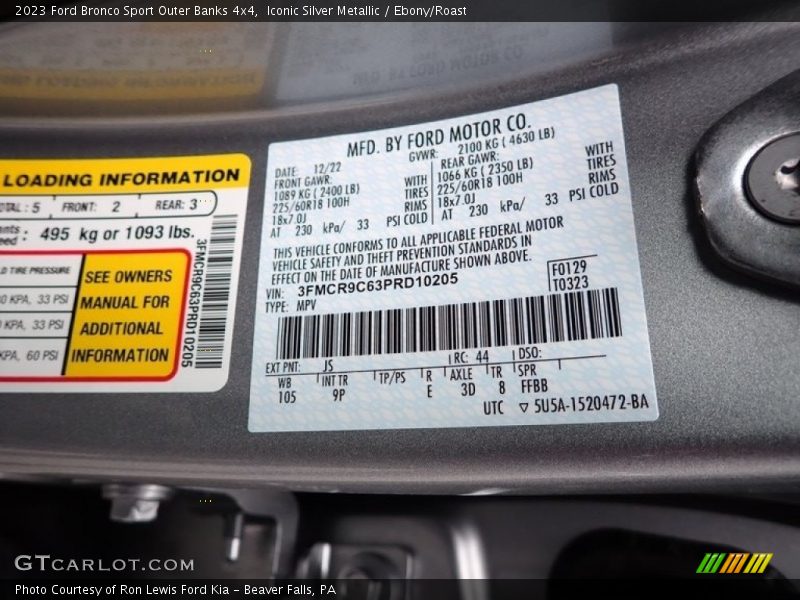 2023 Ford Bronco Sport Outer Banks 4x4,  Iconic Silver Metallic / Ebony/Roast
LOADING INFORMATION
: 5 FRONT: 2 REAR: 3
: 495 kg or 1093 lbs.
TIRE PRESSURE
KPA, 33 PSI
KPA, 33 PSI
KPA, 60 PSI
SEE OWNERS
MANUAL FOR
ADDITIONAL
INFORMATION
3FMCR9C63PRD10205
MFD. BY FORD MOTOR CO.
DATE: 12/22 GVWR: 2100 KG ( 4630 LB)
FRONT GAWR: REAR GAWR:
1089 KG ( 2400 LB) WITH 1066 KG ( 2350 LB) WITH
225/60R18 100H TIRES 225/60R18 100H TIRES
18x7.0J RIMS 18x7.0J RIMS
AT 230 kPa/ 33 PSI COLD AT 230 kPa/ 33 PSI COLD
THIS VEHICLE CONFORMS TO ALL APPLICABLE FEDERAL MOTOR
VEHICLE SAFETY AND THEFT PREVENTION STANDARDS IN
EFFECT ON THE DATE OF MANUFACTURE SHOWN ABOVE.
VIN: 3FMCR9C63PRD10205 F0129
TYPE: MPV T0323
EXT PNT: JS RC: 44 DSO:
WB INT TR TP/PS R AXLE TR SPR
105 9P E 3D 8 FFBB
UTC ▽ 5U5A-1520472-BA
GTCARLOT.COM
Photo Courtesy of Ron Lewis Ford Kia – Beaver Falls, PA